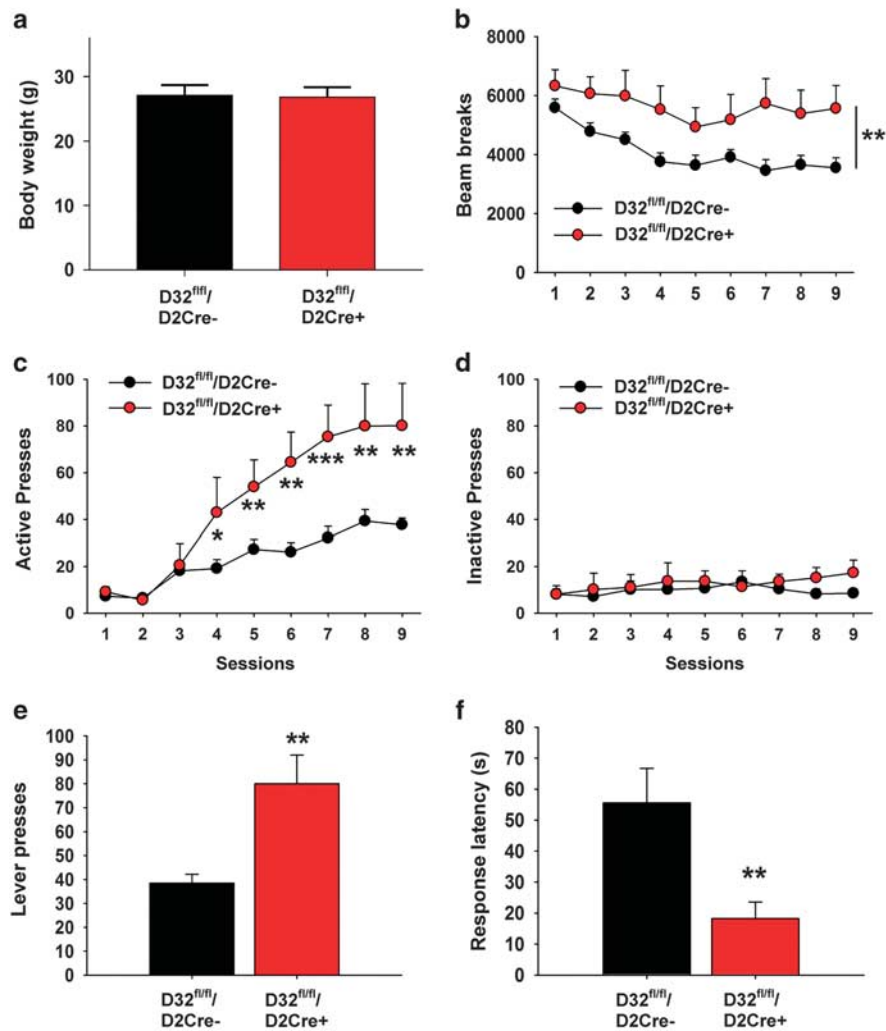 a
Body weight (g)
30
20
10
0
D32fl/fl/
D2Cre-
D32fl/fl/
D2Cre+
b
Beam breaks
8000
6000
4000
2000
0
**
D32fl/fl/D2Cre-
D32fl/fl/D2Cre+
1 2 3 4 5 6 7 8 9
c
Active Presses
100
80
60
40
20
0
D32fl/fl/D2Cre-
D32fl/fl/D2Cre+
* ** ** *** ** **
1 2 3 4 5 6 7 8 9
Sessions
d
Inactive Presses
100
80
60
40
20
0
D32fl/fl/D2Cre-
D32fl/fl/D2Cre+
1 2 3 4 5 6 7 8 9
Sessions
e
Lever presses
100
90
80
70
60
50
40
30
20
10
0
**
D32fl/fl/
D2Cre-
D32fl/fl/
D2Cre+
f
Response latency (s)
80
70
60
50
40
30
20
10
0
**
D32fl/fl/
D2Cre-
D32fl/fl/
D2Cre+